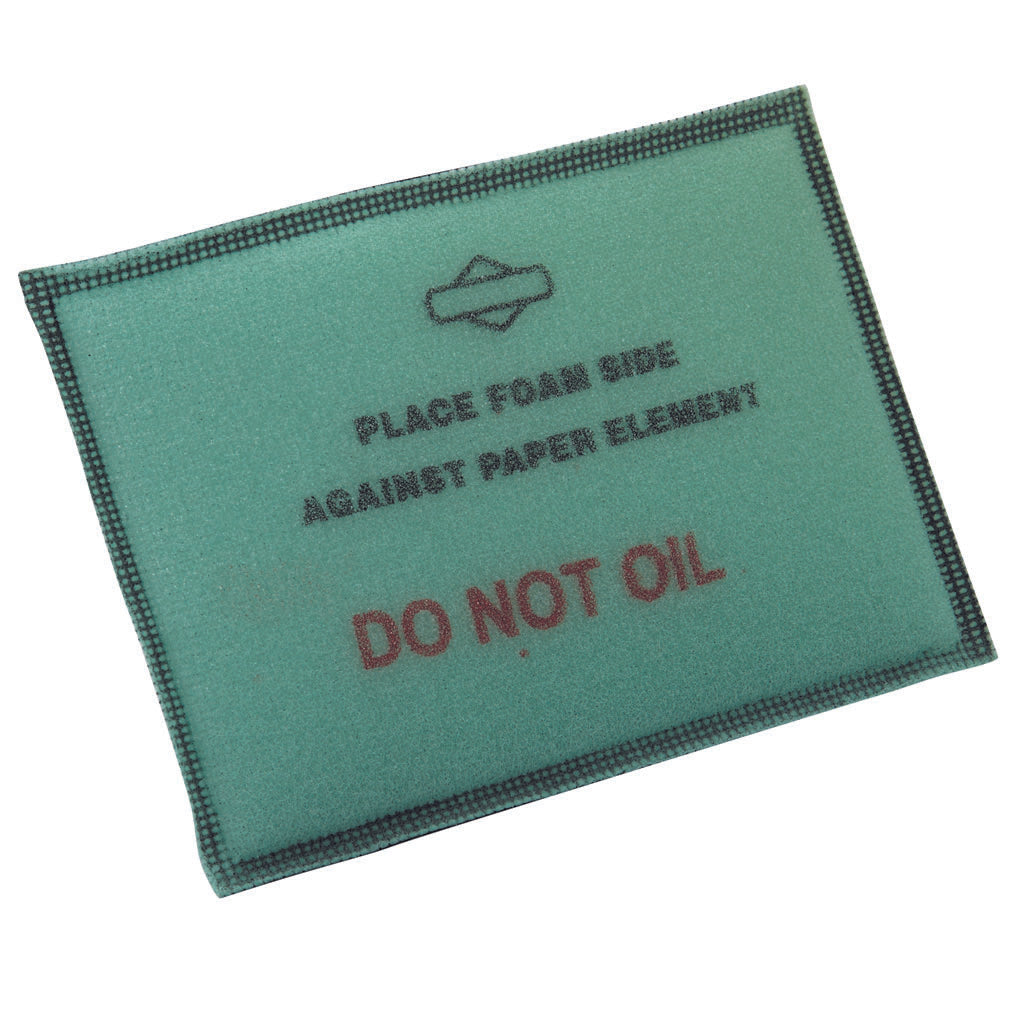 PLACE FOAM SIDE
AGAINST PAPER ELEMENT
DO NOT OIL